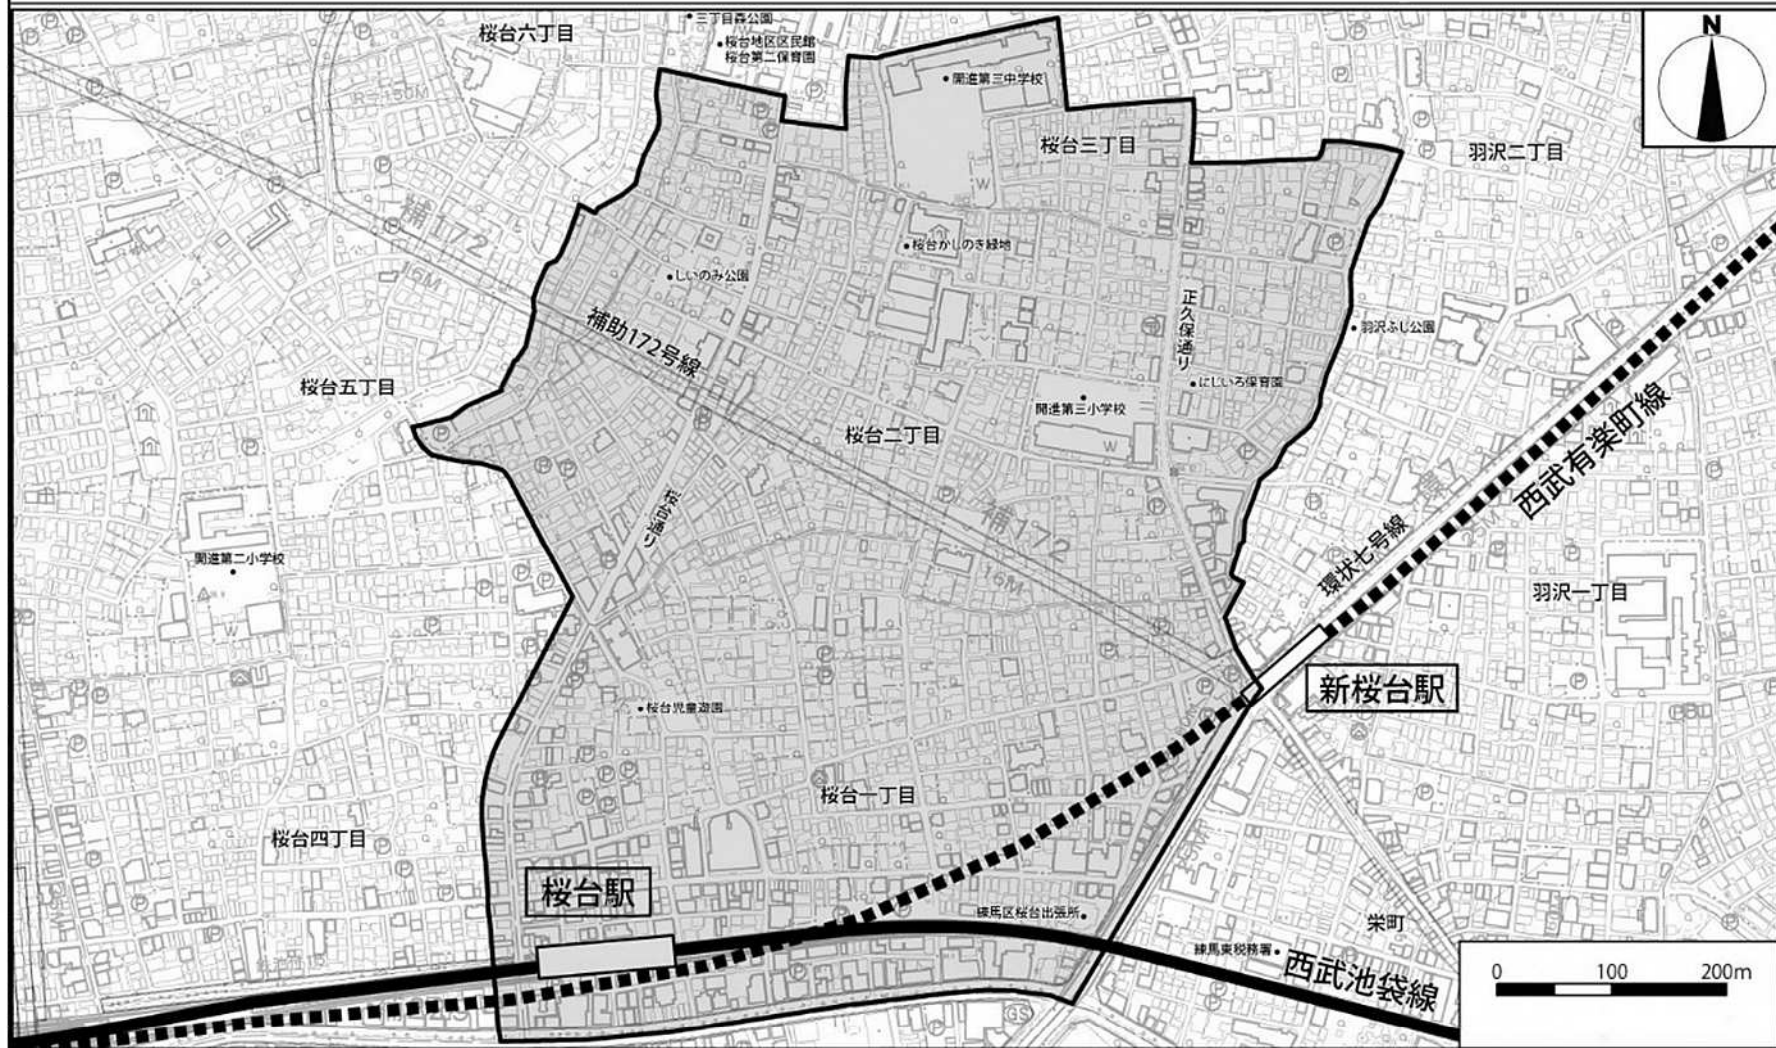 三丁目森公園
桜台六丁目
N
桜台地区区民館
桜台第二保育園
開進第三中学校
R=150M
桜台三丁目
羽沢二丁目
W
補172
桜台かしのき緑地
16M
しいのみ公園
正久保通り
補助172号線
羽沢ふじ公園
桜台五丁目
にじいろ保育園
開進第三小学校
西武有楽町線
桜台二丁目
W
環7
桜台通り
補172
環状七号線
開進第二小学校
16M
羽沢一丁目
W
新桜台駅
桜台児童遊園
桜台一丁目
桜台四丁目
桜台駅
練馬区桜台出張所
栄町
練馬東税務署
西武池袋線
0 100 200m
GS